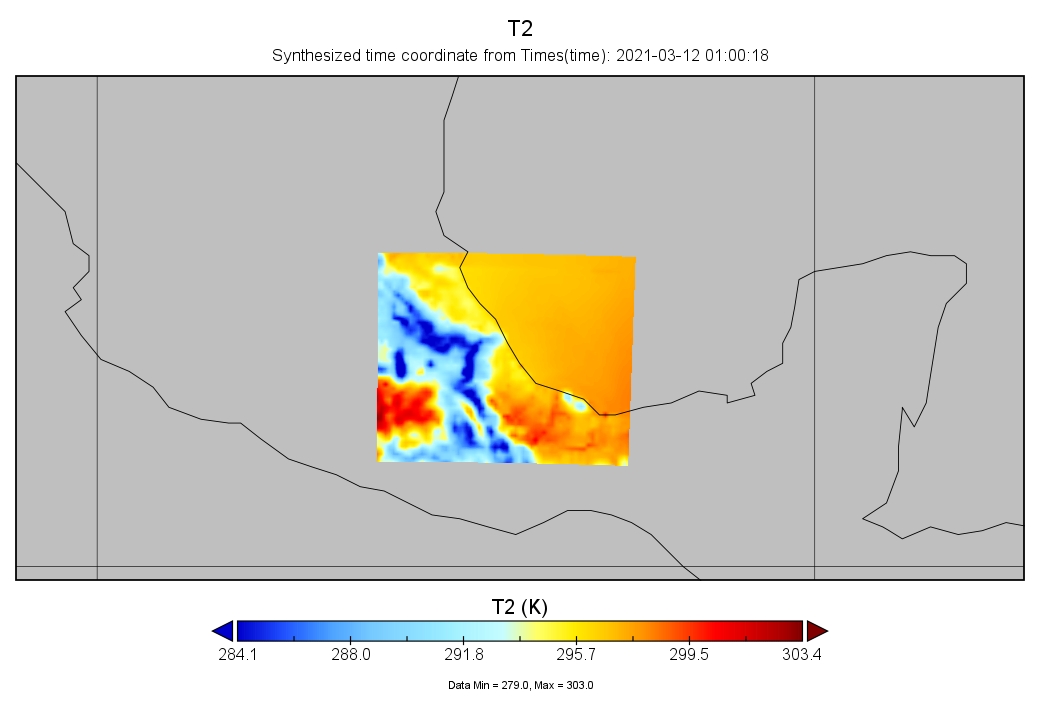 T2
Synthesized time coordinate from Times(time): 2021-03-12 01:00:18
T2 (K)
284.1 288.0 291.8 295.7 299.5 303.4
Data Min = 279.0, Max = 303.0